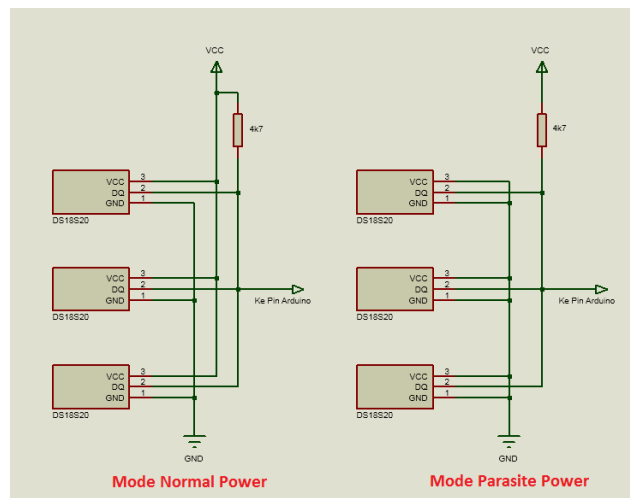 VCC
4k7
VCC 3
DQ 2
GND 1
DS18S20
VCC 3
DQ 2
GND 1
DS18S20
Ke Pin Arduino
VCC 3
DQ 2
GND 1
DS18S20
GND
Mode Normal Power
VCC
4k7
VCC 3
DQ 2
GND 1
DS18S20
VCC 3
DQ 2
GND 1
DS18S20
Ke Pin Arduino
VCC 3
DQ 2
GND 1
DS18S20
GND
Mode Parasite Power